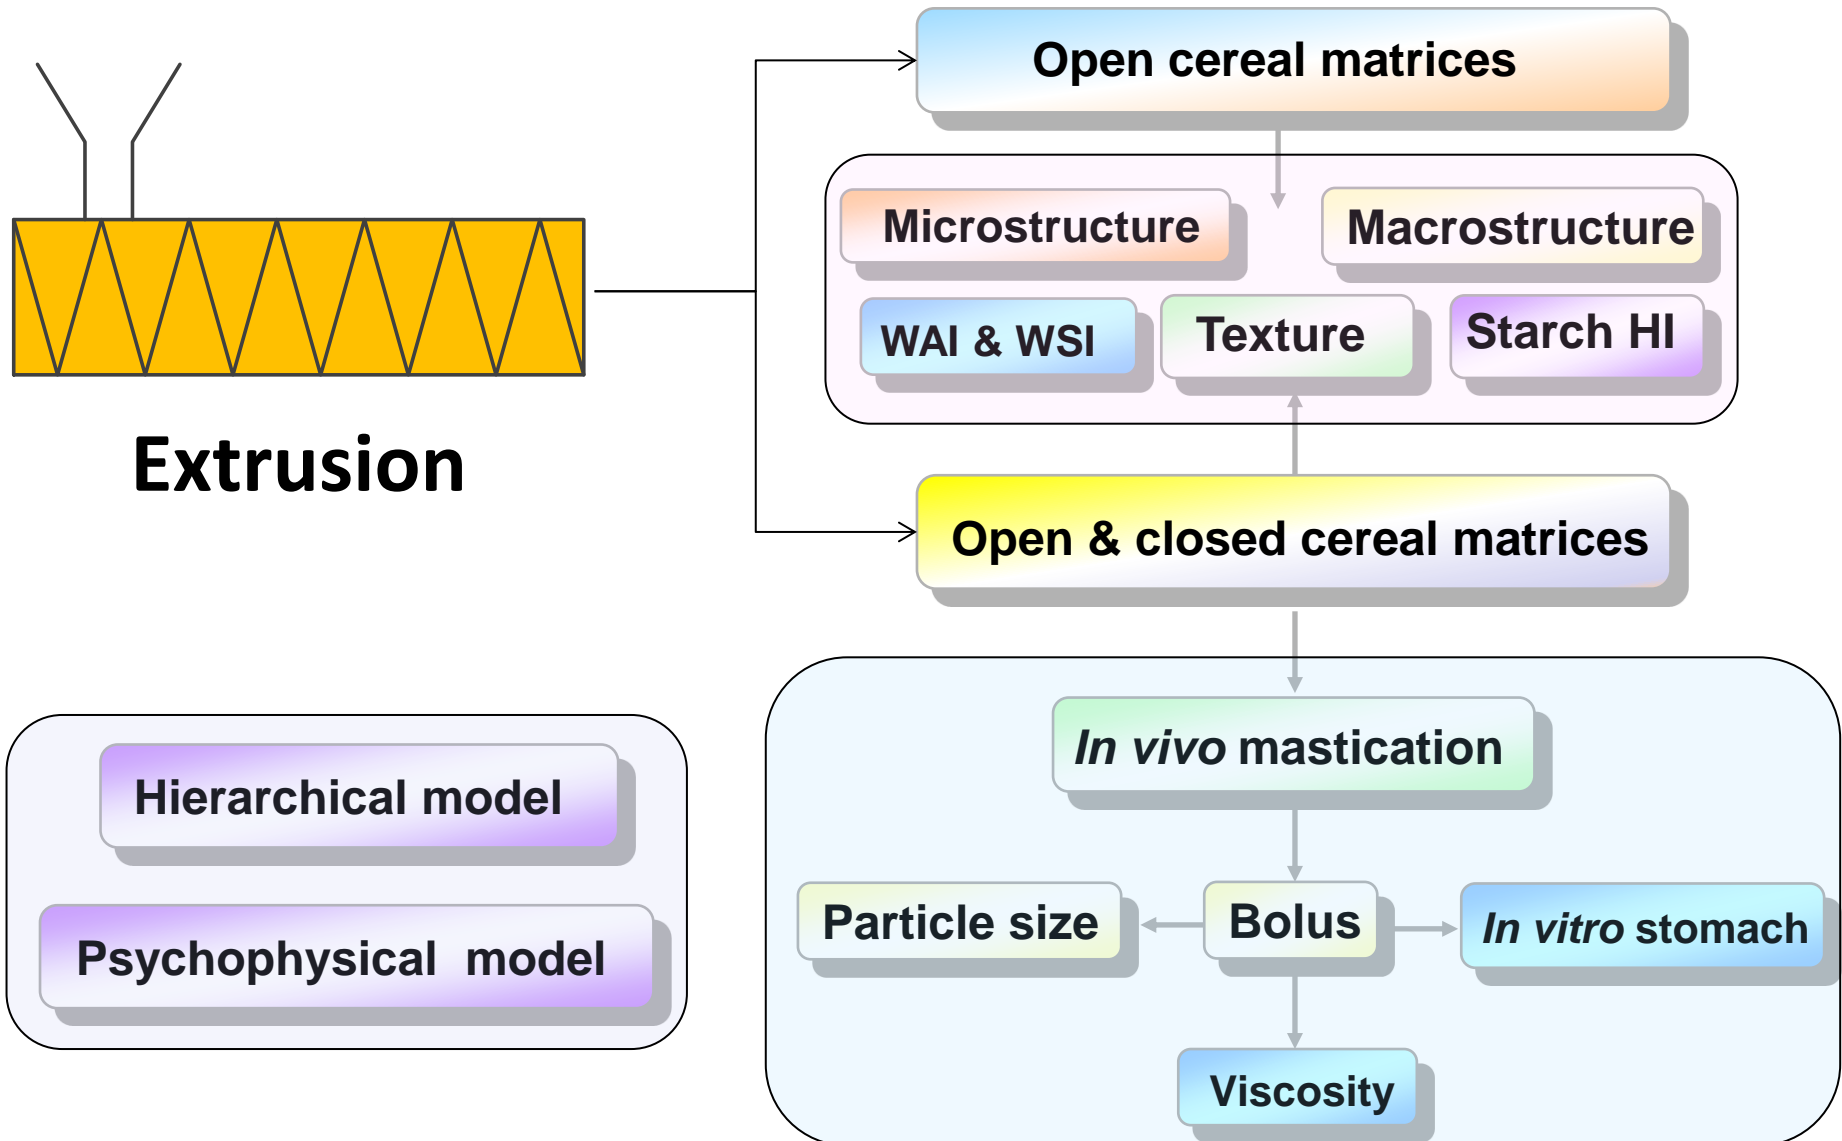 Open cereal matrices
Microstructure
Macrostructure
WAI & WSI
Texture
Starch HI
Extrusion
Open & closed cereal matrices
In vivo mastication
Hierarchical model
Particle size
Bolus
In vitro stomach
Psychophysical model
Viscosity